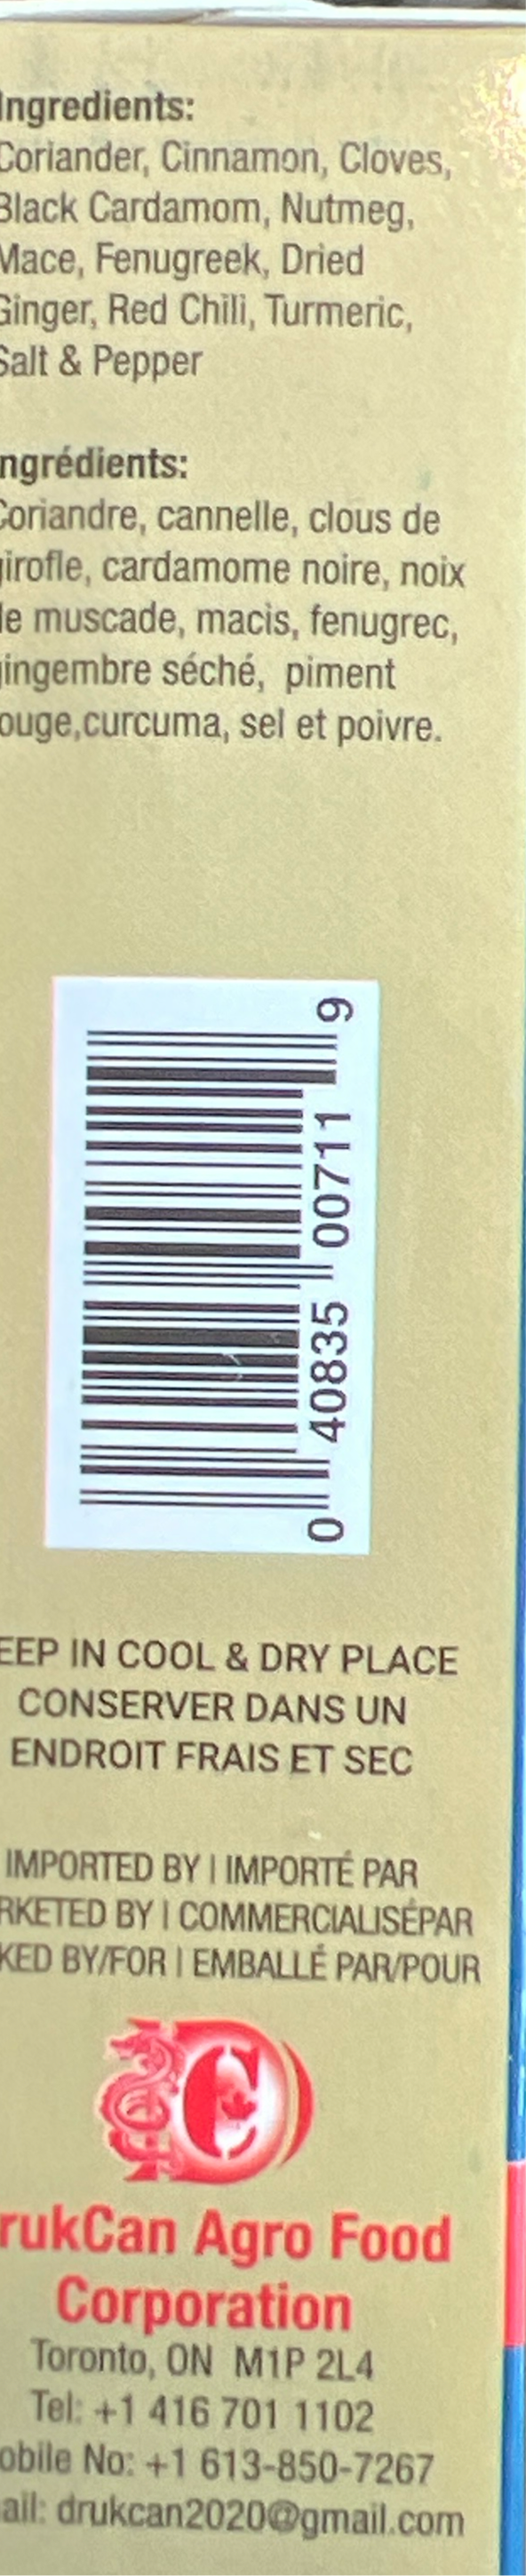 Ingredients:
Coriander, Cinnamon, Cloves,
Black Cardamom, Nutmeg,
Mace, Fenugreek, Dried
Ginger, Red Chili, Turmeric,
Salt & Pepper
ngrédients:
Coriandre, cannelle, clous de
girofle, cardamome noire, noix
de muscade, macis, fenugrec,
gingembre séché, piment
ouge,curcuma, sel et poivre.
0 40835 00711 9
EEP IN COOL & DRY PLACE
CONSERVER DANS UN
ENDROIT FRAIS ET SEC
IMPORTED BY | IMPORTÉ PAR
RKETED BY | COMMERCIALISÉPAR
KED BY/FOR | EMBALLÉ PAR/POUR
DC
rukCan Agro Food
Corporation
Toronto, ON M1P 2L4
Tel: +1 416 701 1102
obile No: +1 613-850-7267
ail: drukcan2020@gmail.com